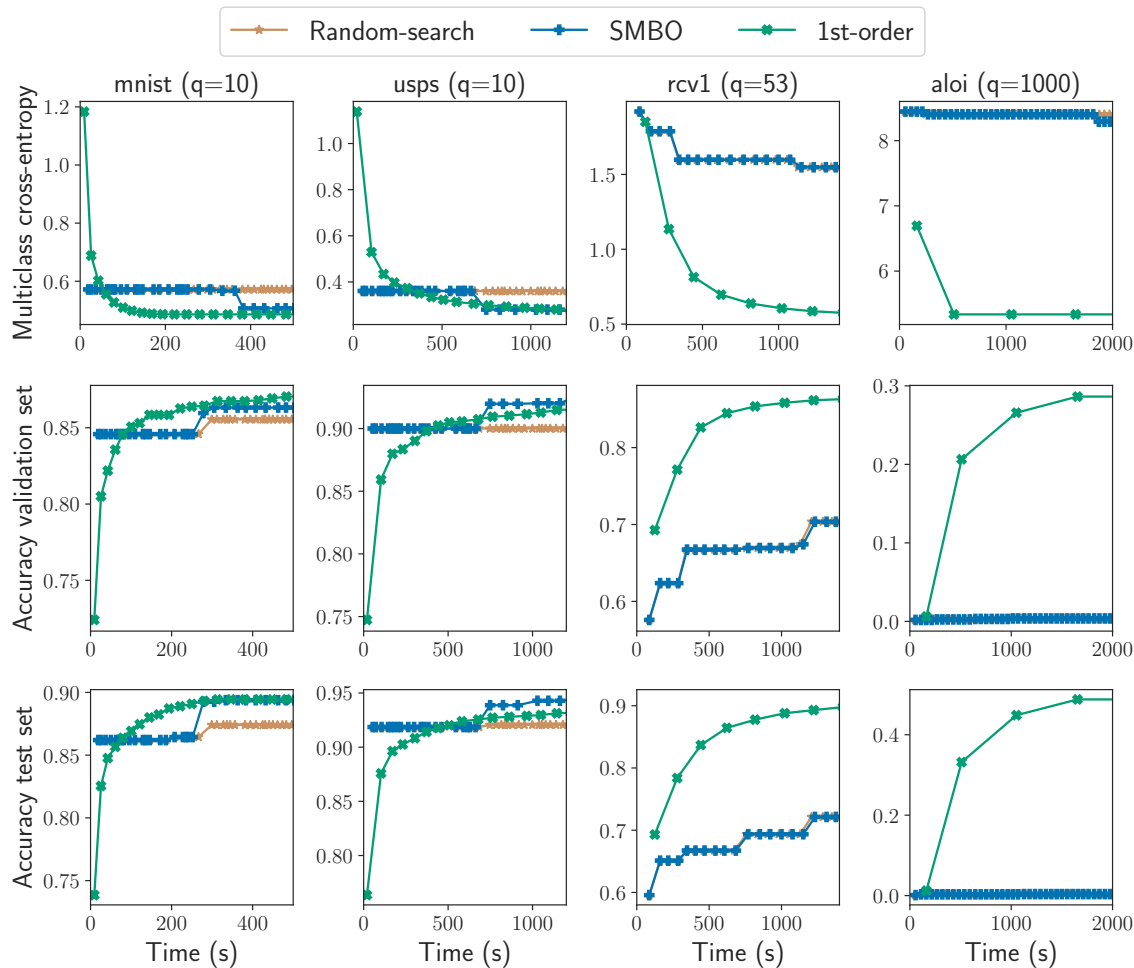 Random-search SMBO 1st-order
mnist (q=10) usps (q=10) rcv1 (q=53) aloi (q=1000)
Multiclass cross-entropy
1.2
1.0
0.8
0.6
0 200 400
1.0
0.8
0.6
0.4
0 500 1000
1.5
1.0
0.5
0 500 1000
8
7
6
0 1000 2000
Accuracy validation set
0.85
0.80
0.75
0 200 400
0.90
0.85
0.80
0.75
0 500 1000
0.8
0.7
0.6
0 500 1000
0.3
0.2
0.1
0.0
0 1000 2000
Accuracy test set
0.90
0.85
0.80
0.75
0 200 400
0.95
0.90
0.85
0.80
0 500 1000
0.9
0.8
0.7
0.6
0 500 1000
0.4
0.2
0.0
0 1000 2000
Time (s) Time (s) Time (s) Time (s)